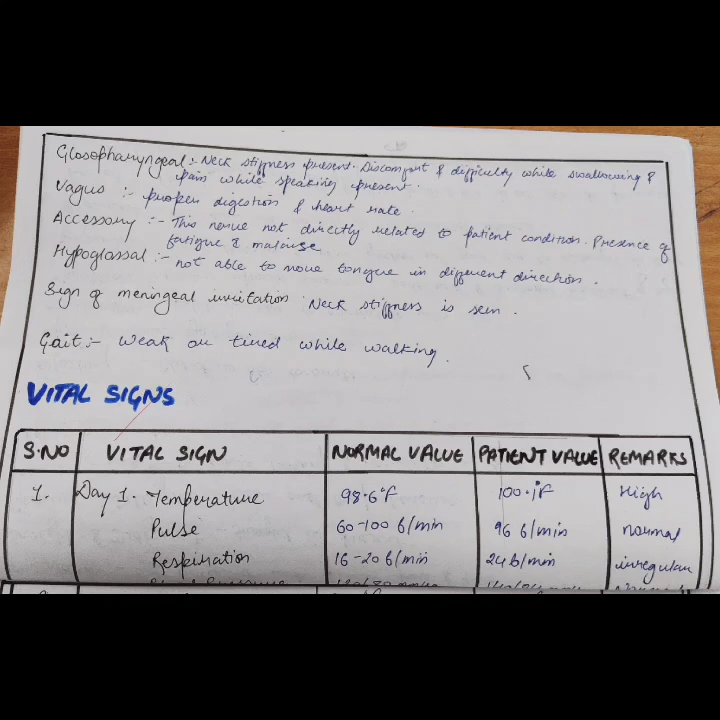 Glosopharyngeal :- Neck stiffness present. Discomfort & difficulty while swallowing &
pain while speaking present.
Vagus :- proper digestion & heart rate.
Accessory :- This nerve not directly related to patient condition. Presence of
fatigue & malaise
Hypoglossal :- not able to move tongue in different direction.
Sign of meningeal irritation Neck stiffness is seen.
Gait :- Weak or tired while walking.
VITAL SIGNS
S.NO VITAL SIGN NORMAL VALUE PATIENT VALUE REMARKS
1. Day 1. Temperature 98.6°F 100.1°F High
Pulse 60-100 b/min 96 b/min normal
Respiration 16-20 b/min 24 b/min irregular